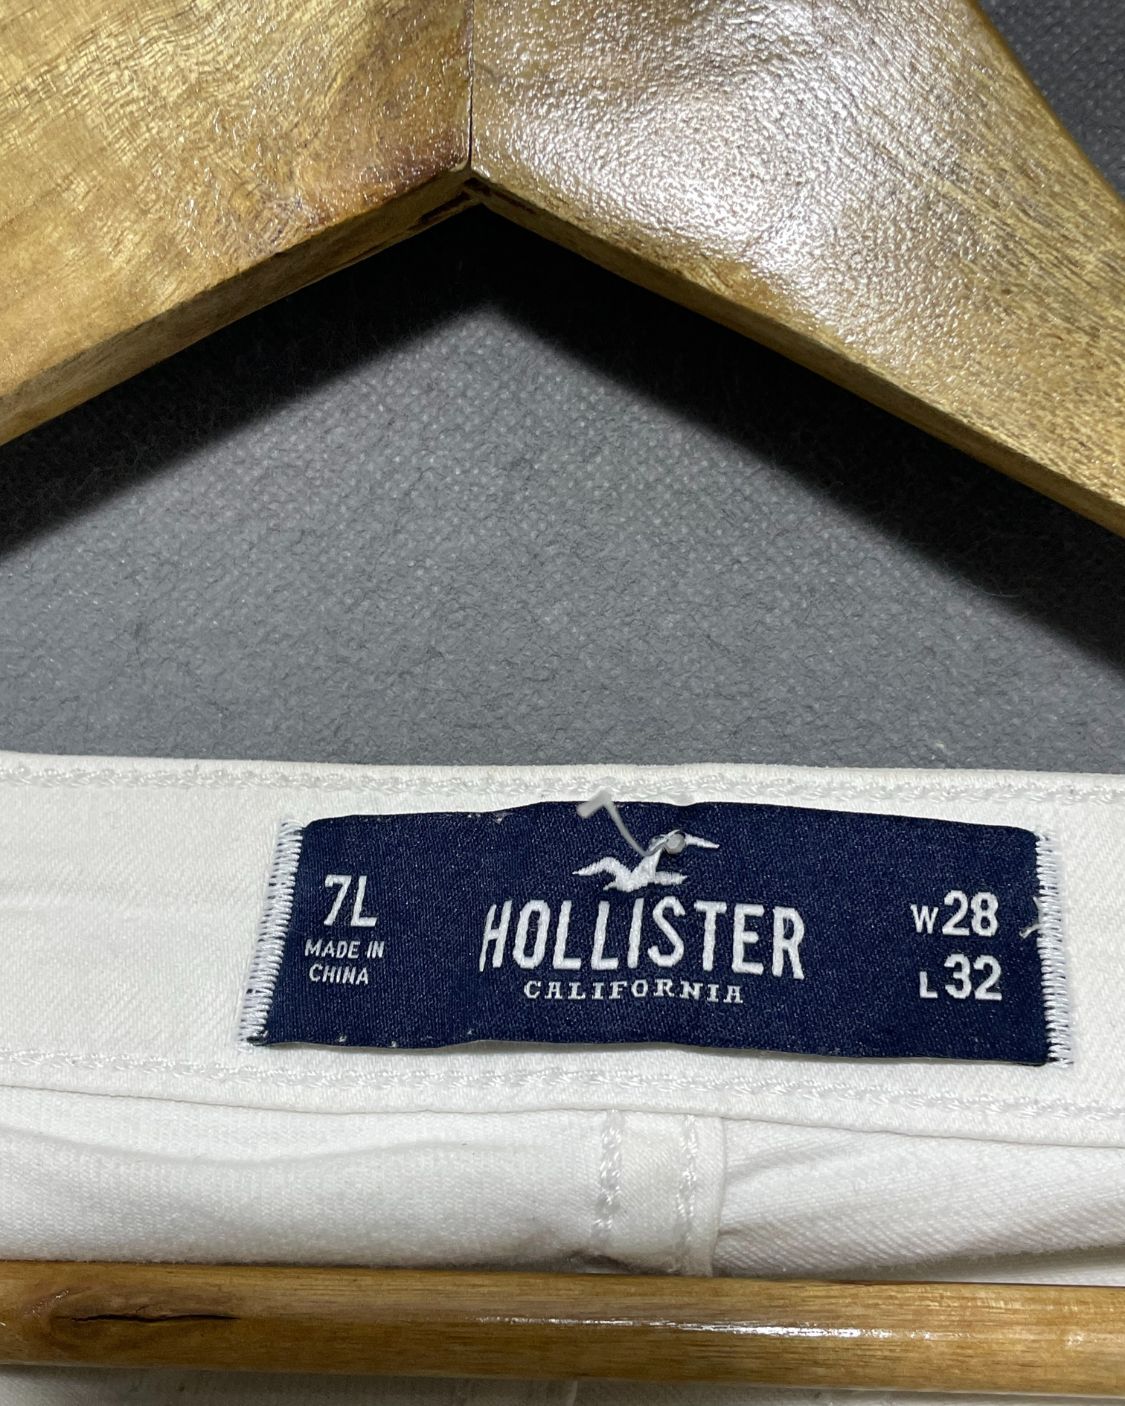 7L
MADE IN
CHINA
HOLLISTER
CALIFORNIA
W28
L32